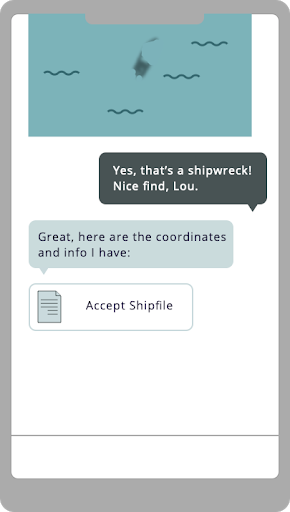 Yes, that’s a shipwreck!
Nice find, Lou.
Great, here are the coordinates
and info I have:
Accept Shipfile